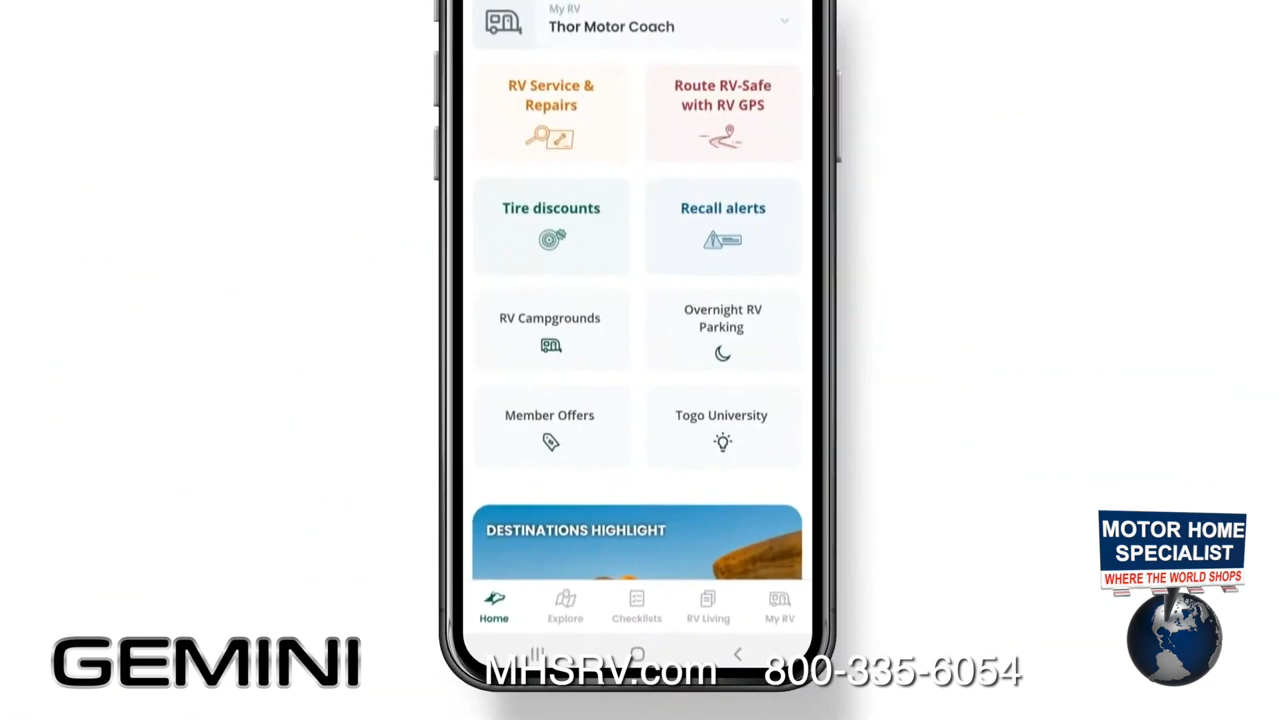 My RV
Thor Motor Coach
RV Service &
Repairs
Route RV-Safe
with RV GPS
Tire discounts
Recall alerts
RV Campgrounds
Overnight RV
Parking
Member Offers
Togo University
DESTINATIONS HIGHLIGHT
Home
Explore
Checklists
RV Living
My RV
MOTOR HOME
SPECIALIST
WHERE THE WORLD SHOPS
GEMINI
MHSRV.com 800-335-6054